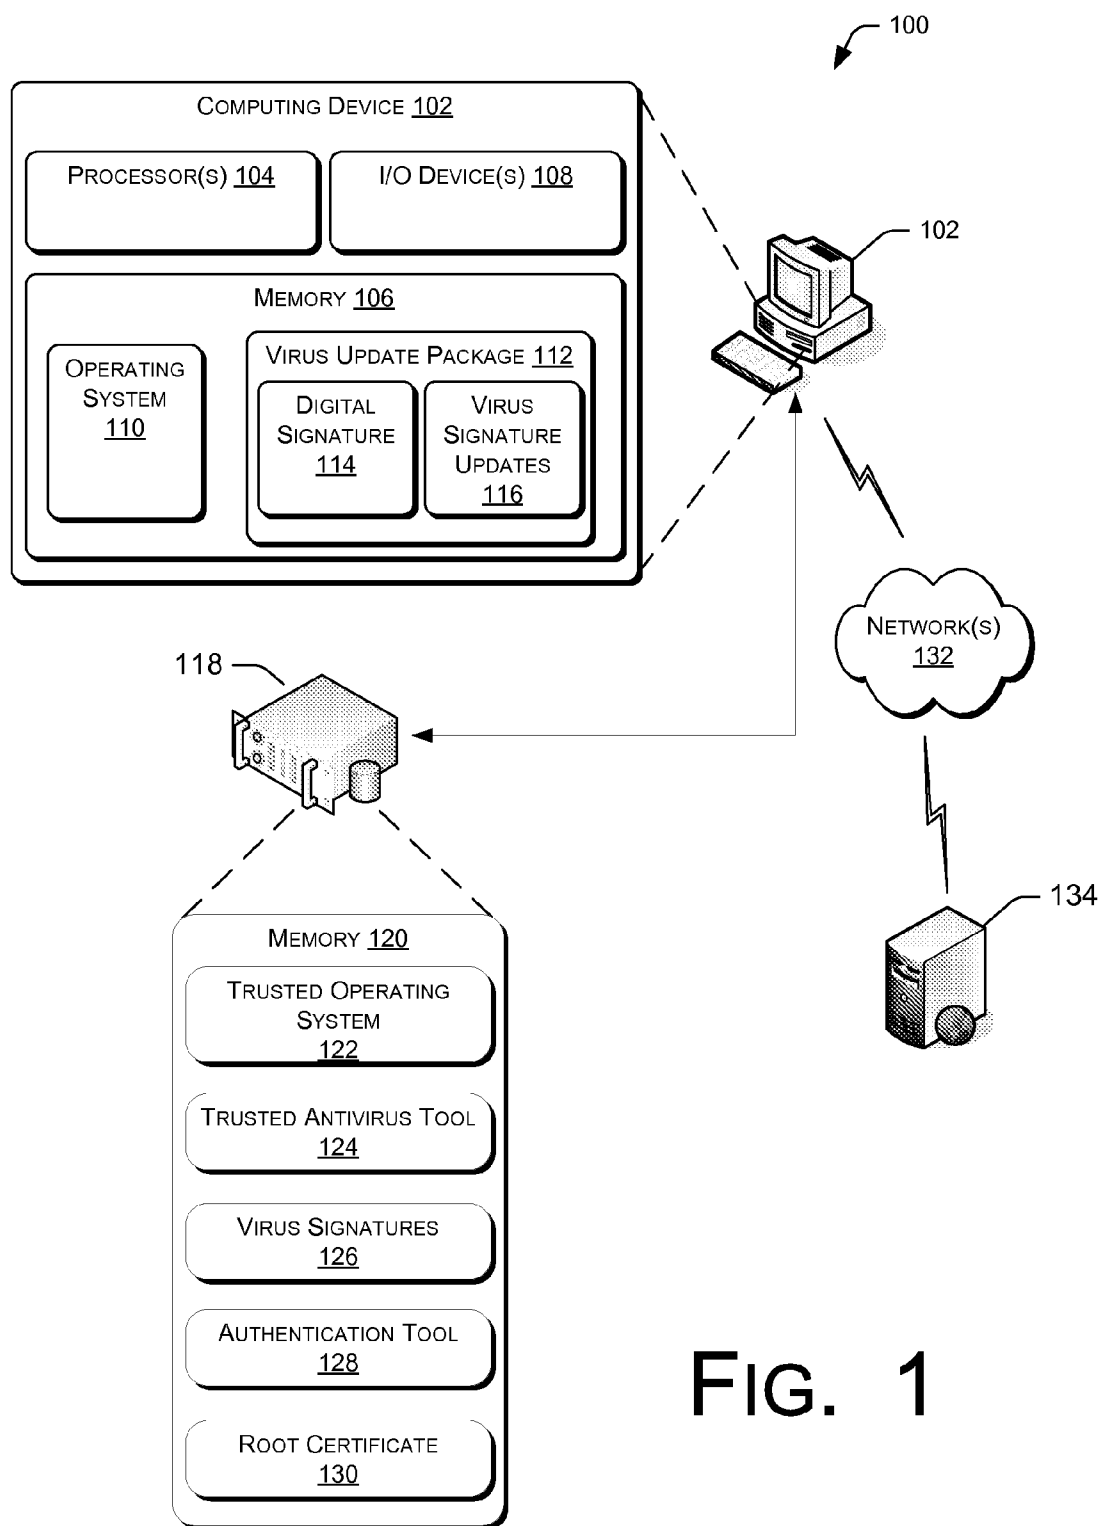 100
COMPUTING DEVICE 102
PROCESSOR(S) 104
I/O DEVICE(S) 108
102
MEMORY 106
OPERATING
SYSTEM
110
VIRUS UPDATE PACKAGE 112
DIGITAL
SIGNATURE
114
VIRUS
SIGNATURE
UPDATES
116
NETWORK(S)
132
118
134
MEMORY 120
TRUSTED OPERATING
SYSTEM
122
TRUSTED ANTIVIRUS TOOL
124
VIRUS SIGNATURES
126
AUTHENTICATION TOOL
128
ROOT CERTIFICATE
130
FIG. 1